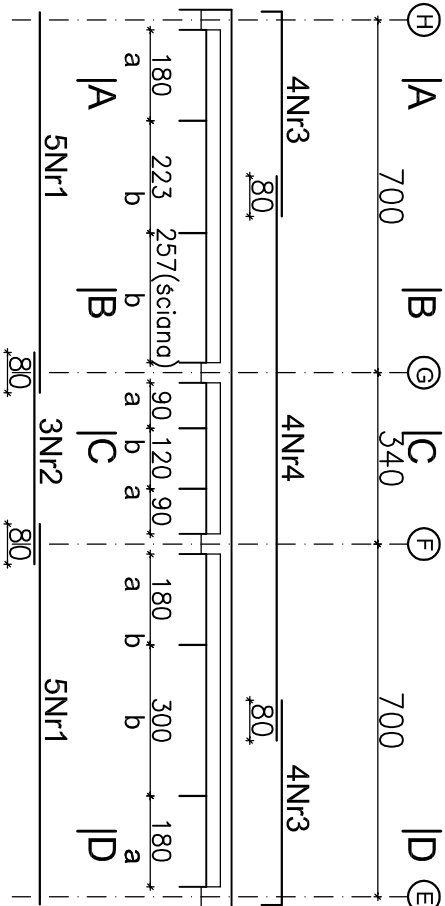 H G F E
700 340 700
A B C D
4Nr3 4Nr4 4Nr3
80 80
180 223 257(ściana) 90 120 90 180 300 180
a b b a b a a b b a
A B C D
5Nr1 3Nr2 5Nr1
80 80